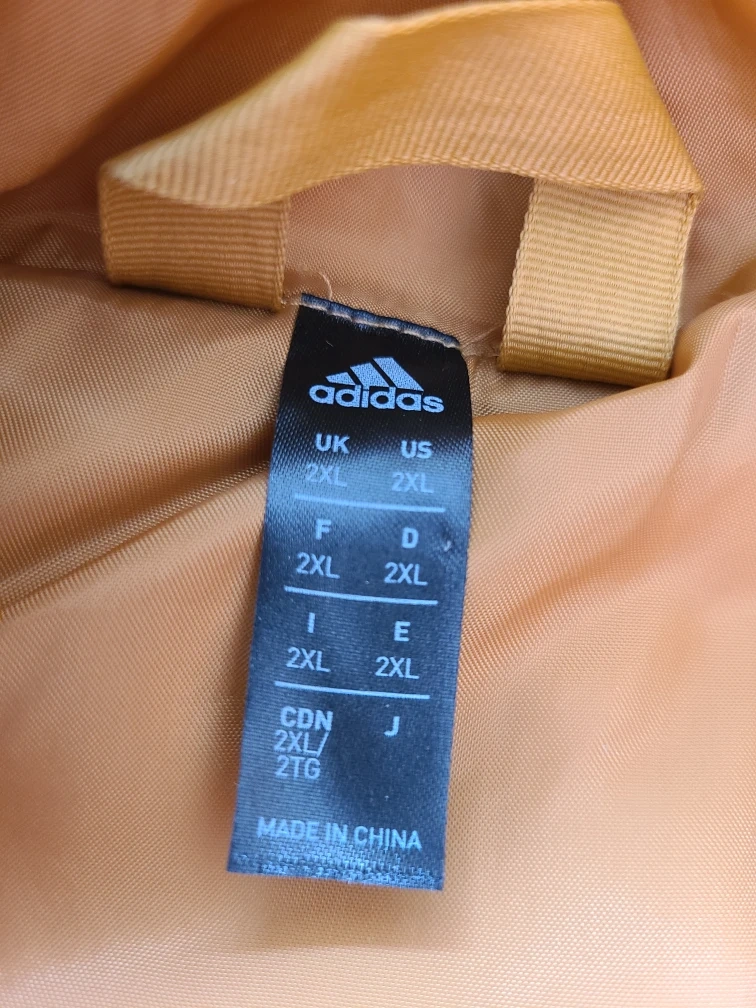 adidas
UK US
2XL 2XL
F D
2XL 2XL
I E
2XL 2XL
CDN J
2XL/
2TG
MADE IN CHINA